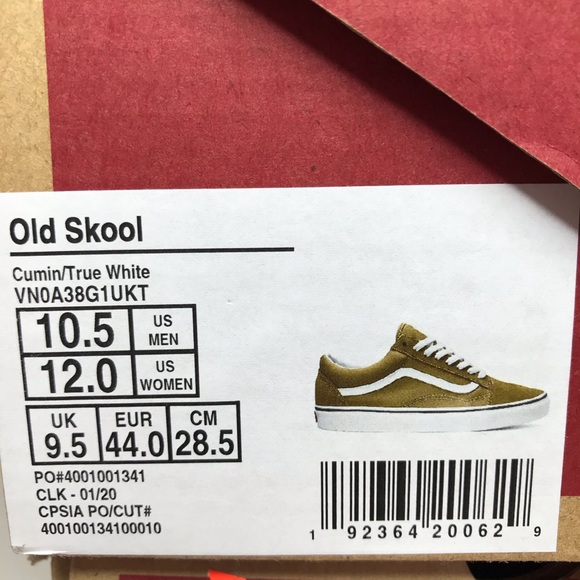 Old Skool
Cumin/True White
VN0A38G1UKT
10.5 US MEN
12.0 US WOMEN
UK EUR CM
9.5 44.0 28.5
PO#4001001341
CLK - 01/20
CPSIA PO/CUT#
400100134100010
1 92364 20062 9